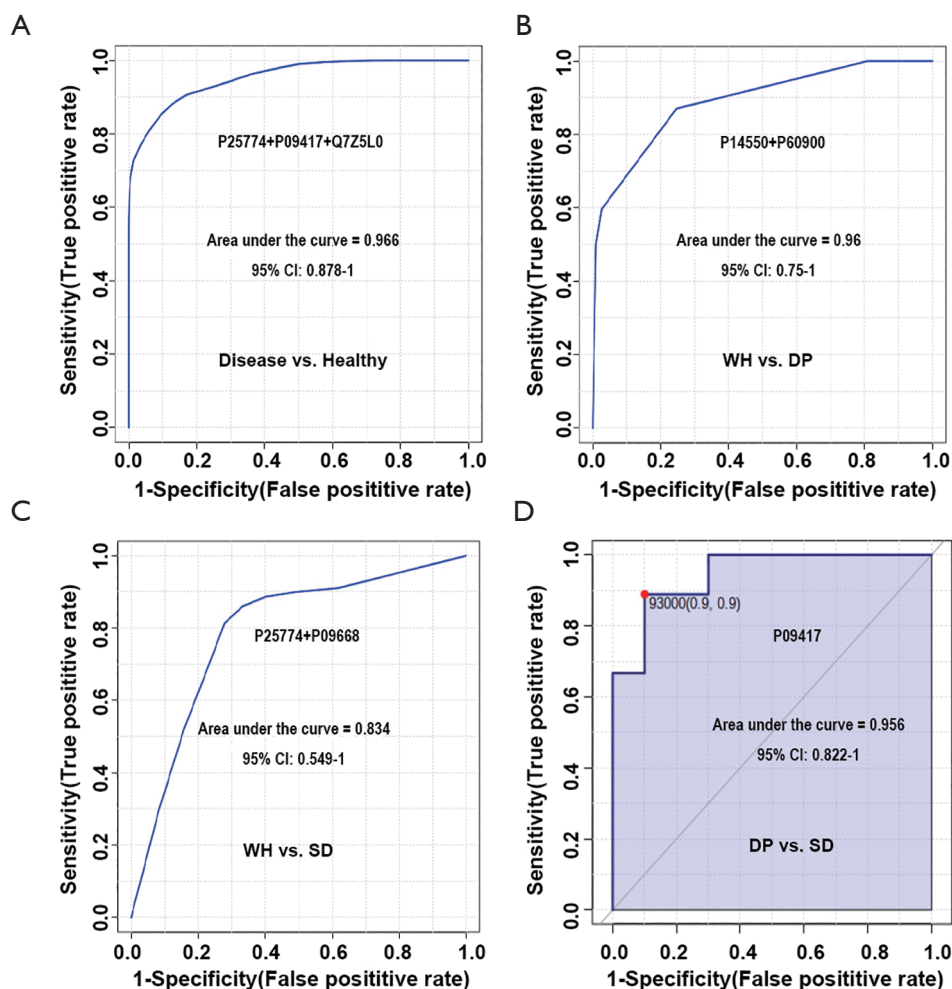 A
Sensitivity(True posititive rate)
0.0 0.2 0.4 0.6 0.8 1.0
P25774+P09417+Q7Z5L0
Area under the curve = 0.966
95% CI: 0.878-1
Disease vs. Healthy
0.0 0.2 0.4 0.6 0.8 1.0
1-Specificity(False posititive rate)
B
Sensitivity(True posititive rate)
0.0 0.2 0.4 0.6 0.8 1.0
P14550+P60900
Area under the curve = 0.96
95% CI: 0.75-1
WH vs. DP
0.0 0.2 0.4 0.6 0.8 1.0
1-Specificity(False posititive rate)
C
Sensitivity(True posititive rate)
0.0 0.2 0.4 0.6 0.8 1.0
P25774+P09668
Area under the curve = 0.834
95% CI: 0.549-1
WH vs. SD
0.0 0.2 0.4 0.6 0.8 1.0
1-Specificity(False posititive rate)
D
Sensitivity(True posititive rate)
0.0 0.2 0.4 0.6 0.8 1.0
93000(0.9, 0.9)
P09417
Area under the curve = 0.956
95% CI: 0.822-1
DP vs. SD
0.0 0.2 0.4 0.6 0.8 1.0
1-Specificity(False posititive rate)